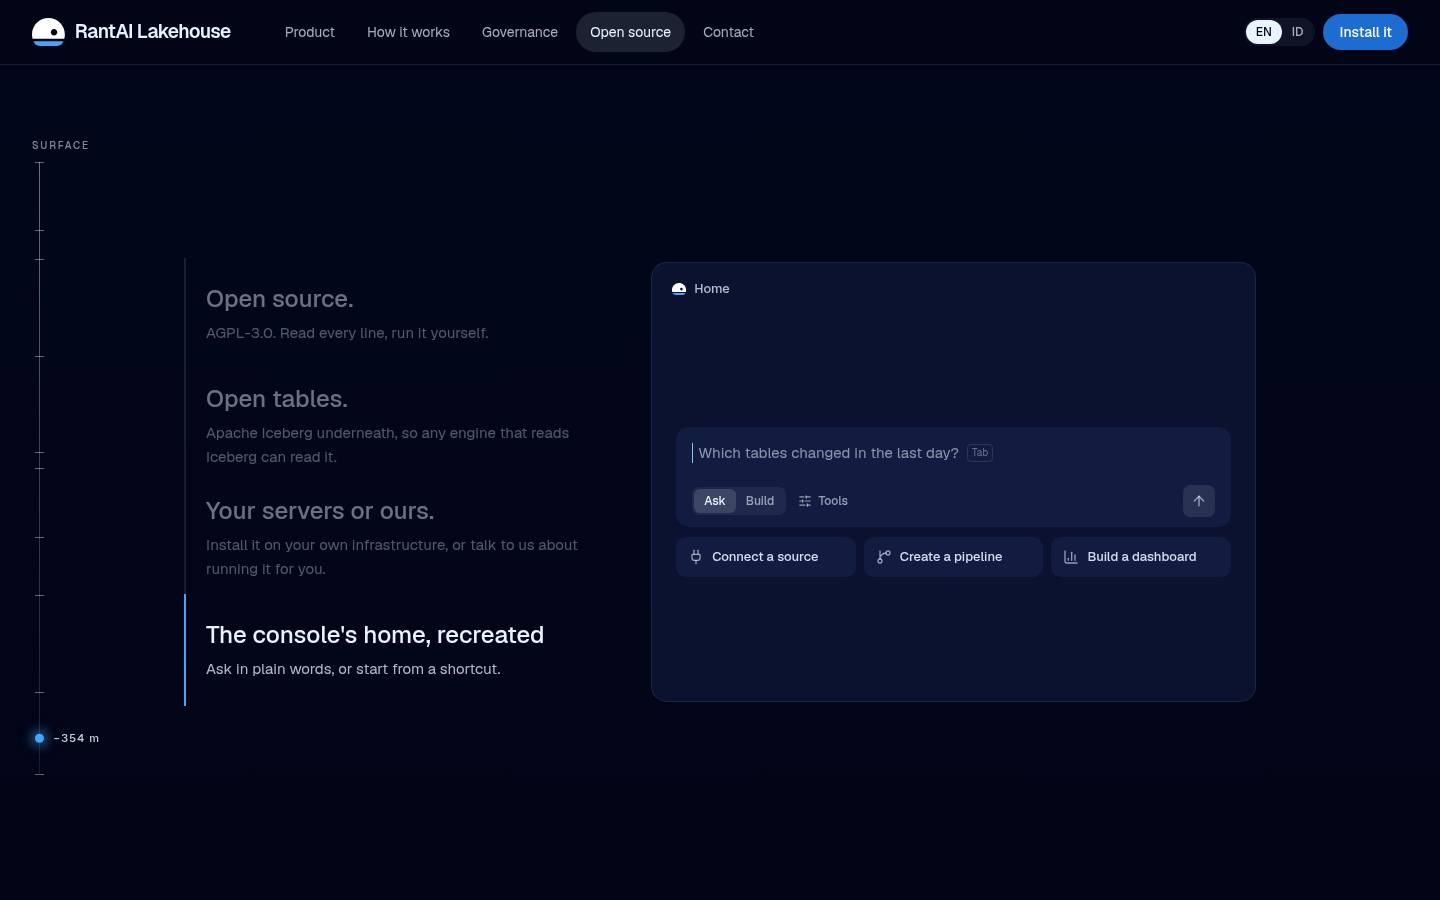 RantAI Lakehouse
Product
How it works
Governance
Open source
Contact
EN
ID
Install it
SURFACE
Open source.
AGPL-3.0. Read every line, run it yourself.
Open tables.
Apache Iceberg underneath, so any engine that reads
Iceberg can read it.
Your servers or ours.
Install it on your own infrastructure, or talk to us about
running it for you.
The console's home, recreated
Ask in plain words, or start from a shortcut.
−354 m
Home
Which tables changed in the last day? Tab
Ask
Build
Tools
Connect a source
Create a pipeline
Build a dashboard